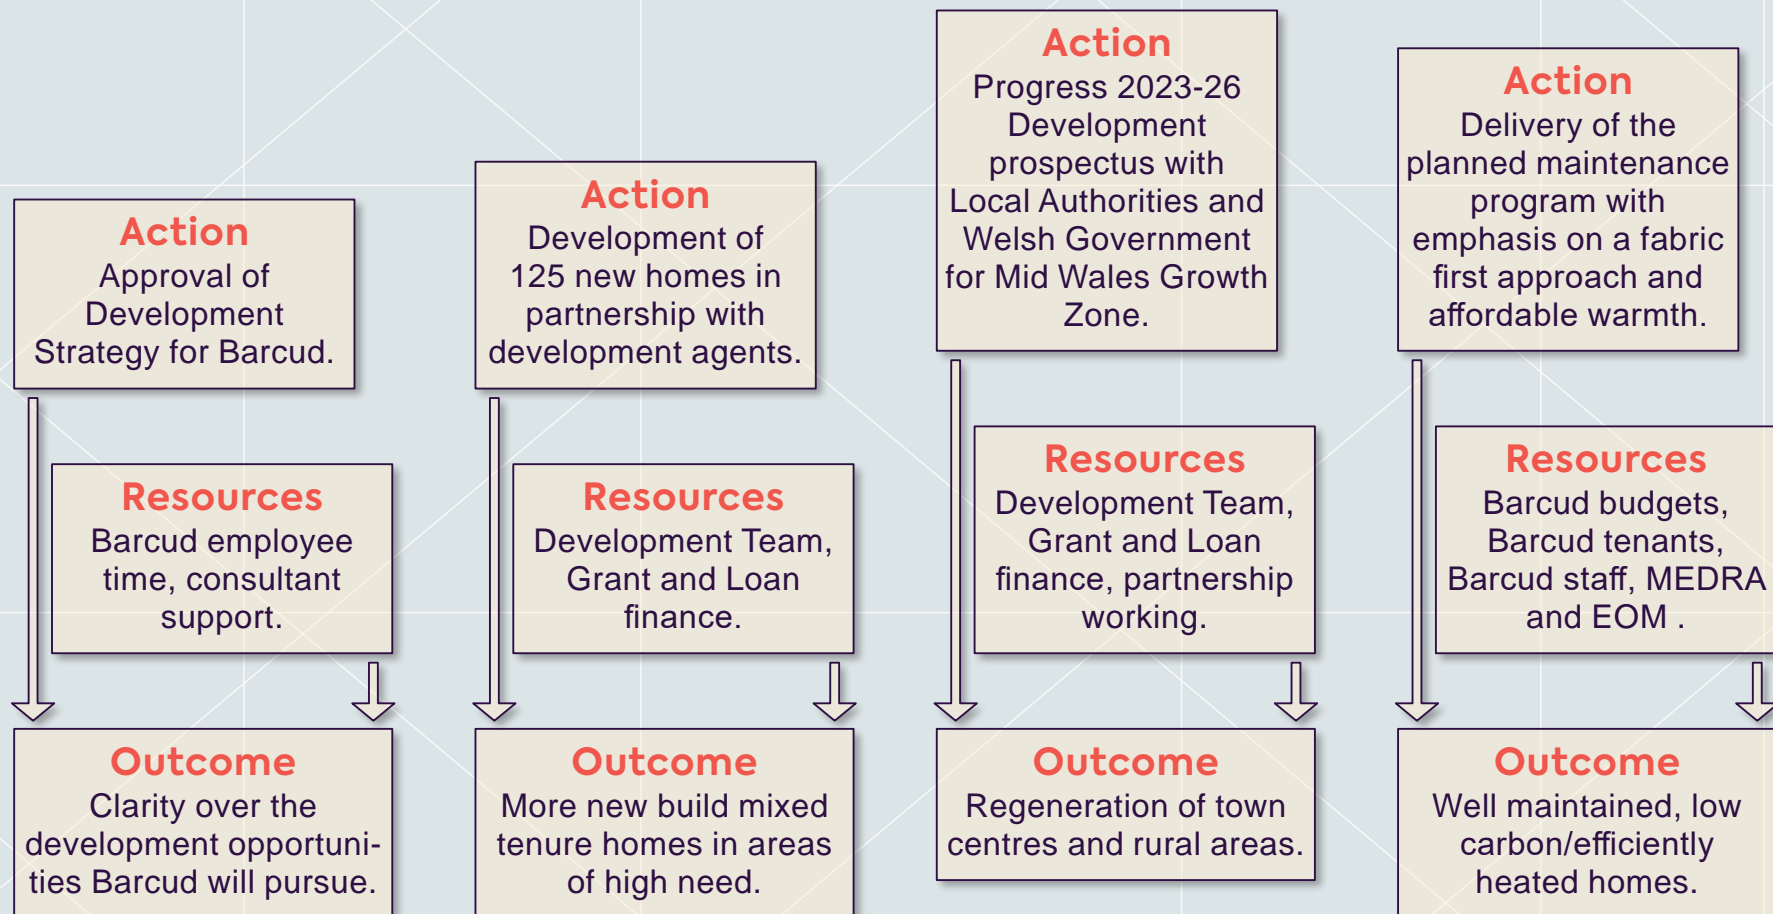 Action
Approval of
Development
Strategy for Barcud.
Resources
Barcud employee
time, consultant
support.
Outcome
Clarity over the
development opportuni-
ties Barcud will pursue.
Action
Development of
125 new homes in
partnership with
development agents.
Resources
Development Team,
Grant and Loan
finance.
Outcome
More new build mixed
tenure homes in areas
of high need.
Action
Progress 2023-26
Development
prospectus with
Local Authorities and
Welsh Government
for Mid Wales Growth
Zone.
Resources
Development Team,
Grant and Loan
finance, partnership
working.
Outcome
Regeneration of town
centres and rural areas.
Action
Delivery of the
planned maintenance
program with
emphasis on a fabric
first approach and
affordable warmth.
Resources
Barcud budgets,
Barcud tenants,
Barcud staff, MEDRA
and EOM .
Outcome
Well maintained, low
carbon/efficiently
heated homes.